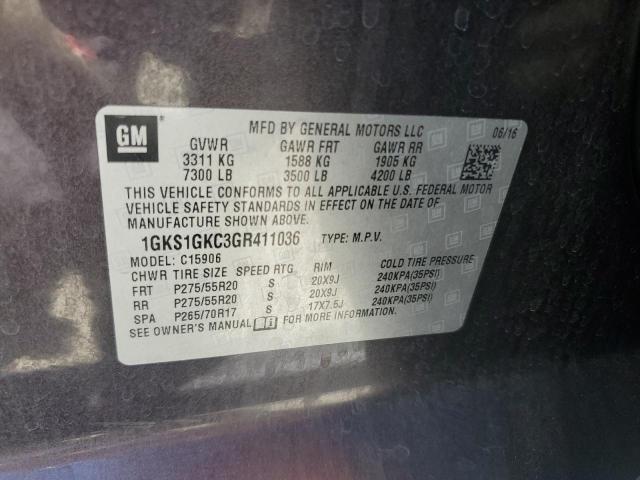 GM
MFD BY GENERAL MOTORS LLC 06/16
GVWR GAWR FRT GAWR RR
3311 KG 1588 KG 1905 KG
7300 LB 3500 LB 4200 LB
THIS VEHICLE CONFORMS TO ALL APPLICABLE U.S. FEDERAL MOTOR
VEHICLE SAFETY STANDARDS IN EFFECT ON THE DATE OF
MANUFACTURE SHOWN ABOVE.
1GKS1GKC3GR411036 TYPE: M.P.V.
MODEL: C15906
CHWR TIRE SIZE SPEED RTG RIM COLD TIRE PRESSURE
FRT P275/55R20 S 20X9J 240KPA(35PSI)
RR P275/55R20 S 20X9J 240KPA(35PSI)
SPA P265/70R17 S 17X7.5J 240KPA(35PSI)
SEE OWNER'S MANUAL FOR MORE INFORMATION.